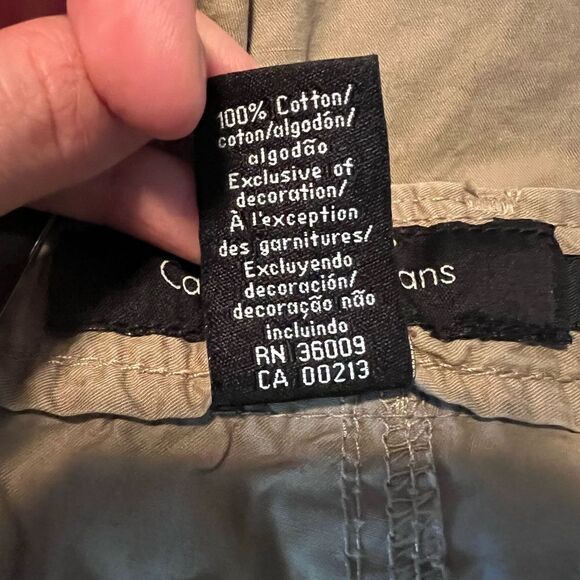 100% Cotton/
coton/algodón/
algodão
Exclusive of
decoration/
À l'exception
des garnitures/
Excluyendo
decoración/
decoração não
incluindo
RN 36009
CA 00213